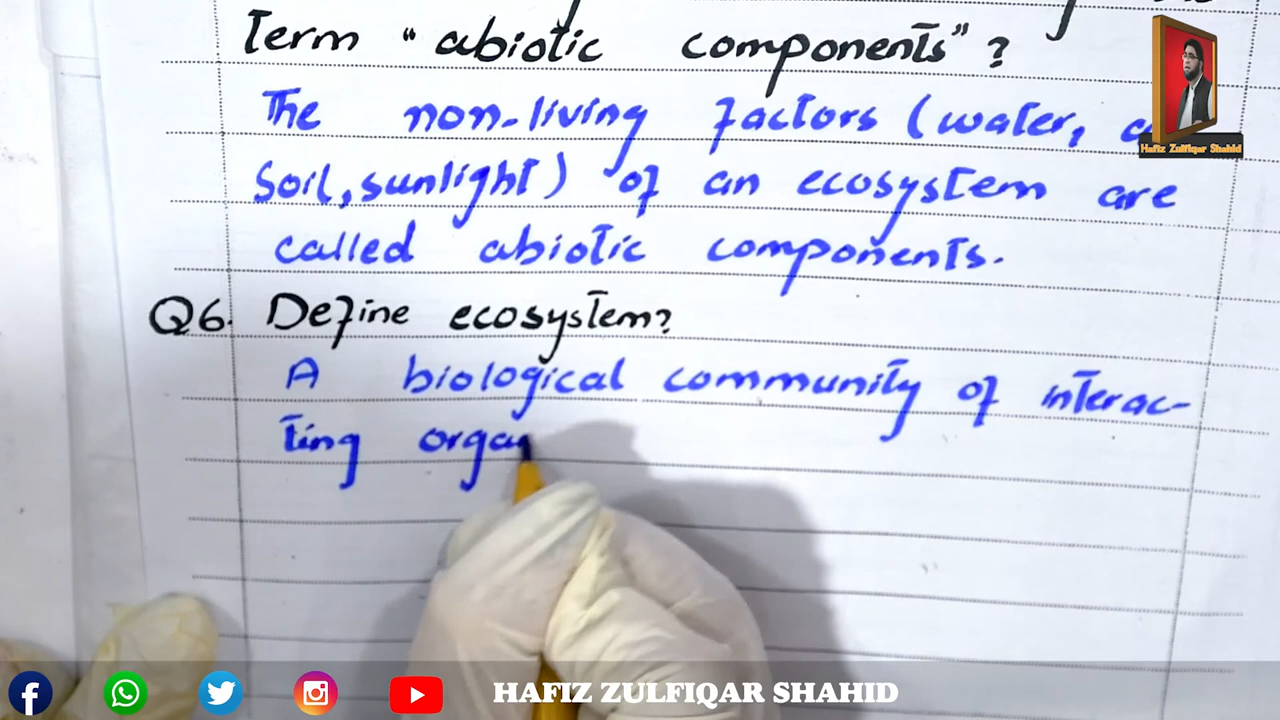 Term “abiotic components”?
The non-living factors (water,
Soil, sunlight) of an ecosystem are
called abiotic components.
Q6. Define ecosystem?
A biological community of interac-
ting orga
Hafiz Zulfiqar Shahid
HAFIZ ZULFIQAR SHAHID